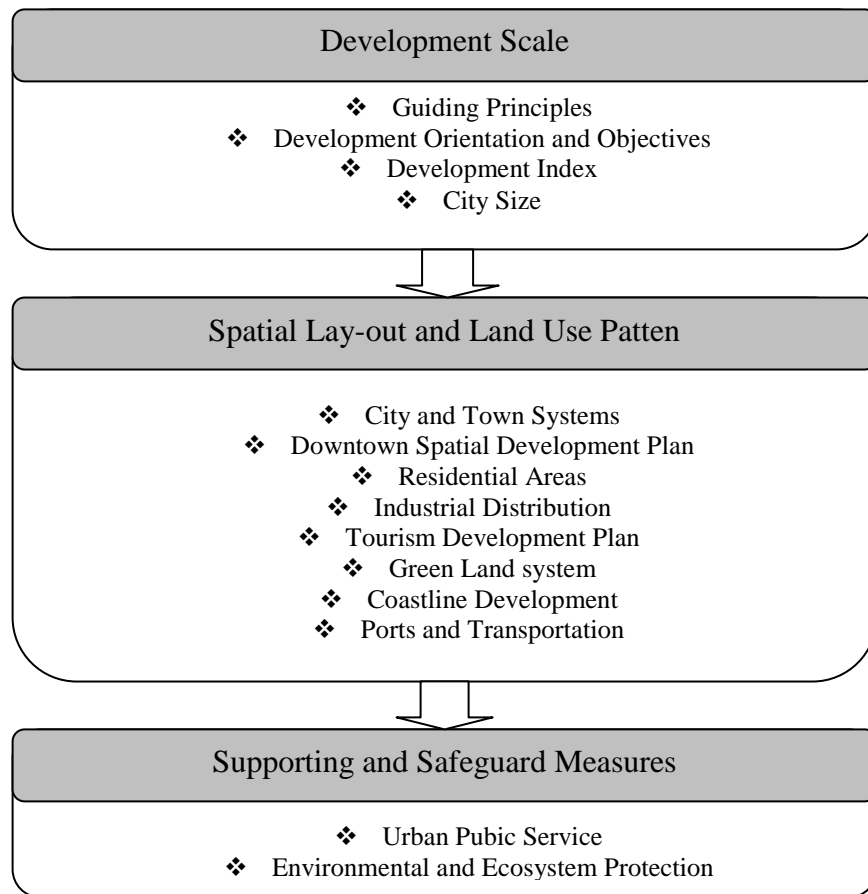 Development Scale
❖ Guiding Principles
❖ Development Orientation and Objectives
❖ Development Index
❖ City Size
Spatial Lay-out and Land Use Patten
❖ City and Town Systems
❖ Downtown Spatial Development Plan
❖ Residential Areas
❖ Industrial Distribution
❖ Tourism Development Plan
❖ Green Land system
❖ Coastline Development
❖ Ports and Transportation
Supporting and Safeguard Measures
❖ Urban Pubic Service
❖ Environmental and Ecosystem Protection